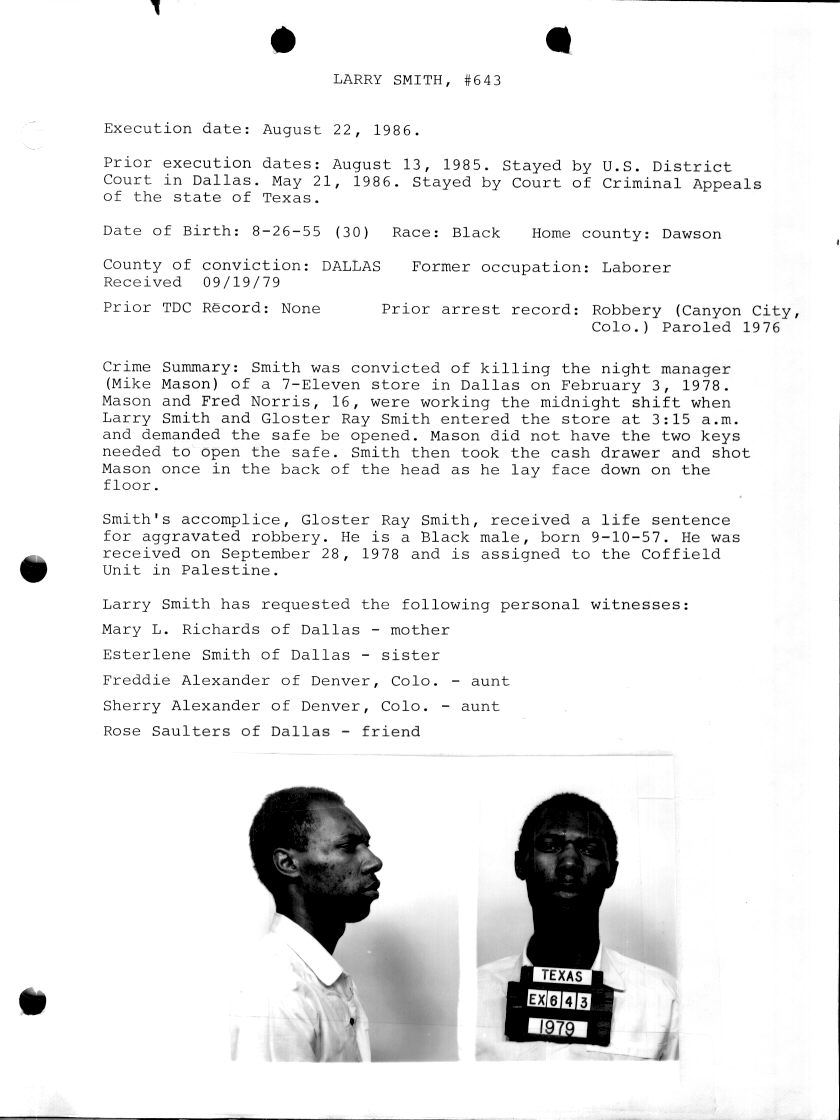 LARRY SMITH, #643
Execution date: August 22, 1986.
Prior execution dates: August 13, 1985. Stayed by U.S. District
Court in Dallas. May 21, 1986. Stayed by Court of Criminal Appeals
of the state of Texas.
Date of Birth: 8-26-55 (30) Race: Black Home county: Dawson
County of conviction: DALLAS Former occupation: Laborer
Received 09/19/79
Prior TDC Record: None Prior arrest record: Robbery (Canyon City,
Colo.) Paroled 1976
Crime Summary: Smith was convicted of killing the night manager
(Mike Mason) of a 7-Eleven store in Dallas on February 3, 1978.
Mason and Fred Norris, 16, were working the midnight shift when
Larry Smith and Gloster Ray Smith entered the store at 3:15 a.m.
and demanded the safe be opened. Mason did not have the two keys
needed to open the safe. Smith then took the cash drawer and shot
Mason once in the back of the head as he lay face down on the
floor.
Smith's accomplice, Gloster Ray Smith, received a life sentence
for aggravated robbery. He is a Black male, born 9-10-57. He was
received on September 28, 1978 and is assigned to the Coffield
Unit in Palestine.
Larry Smith has requested the following personal witnesses:
Mary L. Richards of Dallas - mother
Esterlene Smith of Dallas - sister
Freddie Alexander of Denver, Colo. - aunt
Sherry Alexander of Denver, Colo. - aunt
Rose Saulters of Dallas - friend
TEXAS
EX 6 4 3
1979